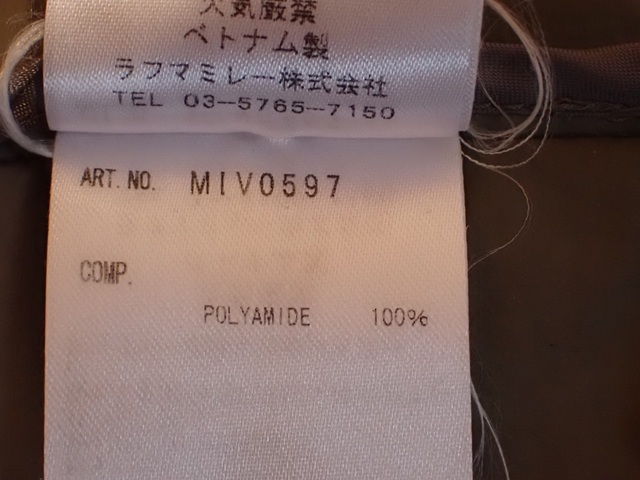 火気厳禁
ベトナム製
ラフマミレー株式会社
TEL 03-5765-7150
ART. NO. MIV0597
COMP.
POLYAMIDE 100%